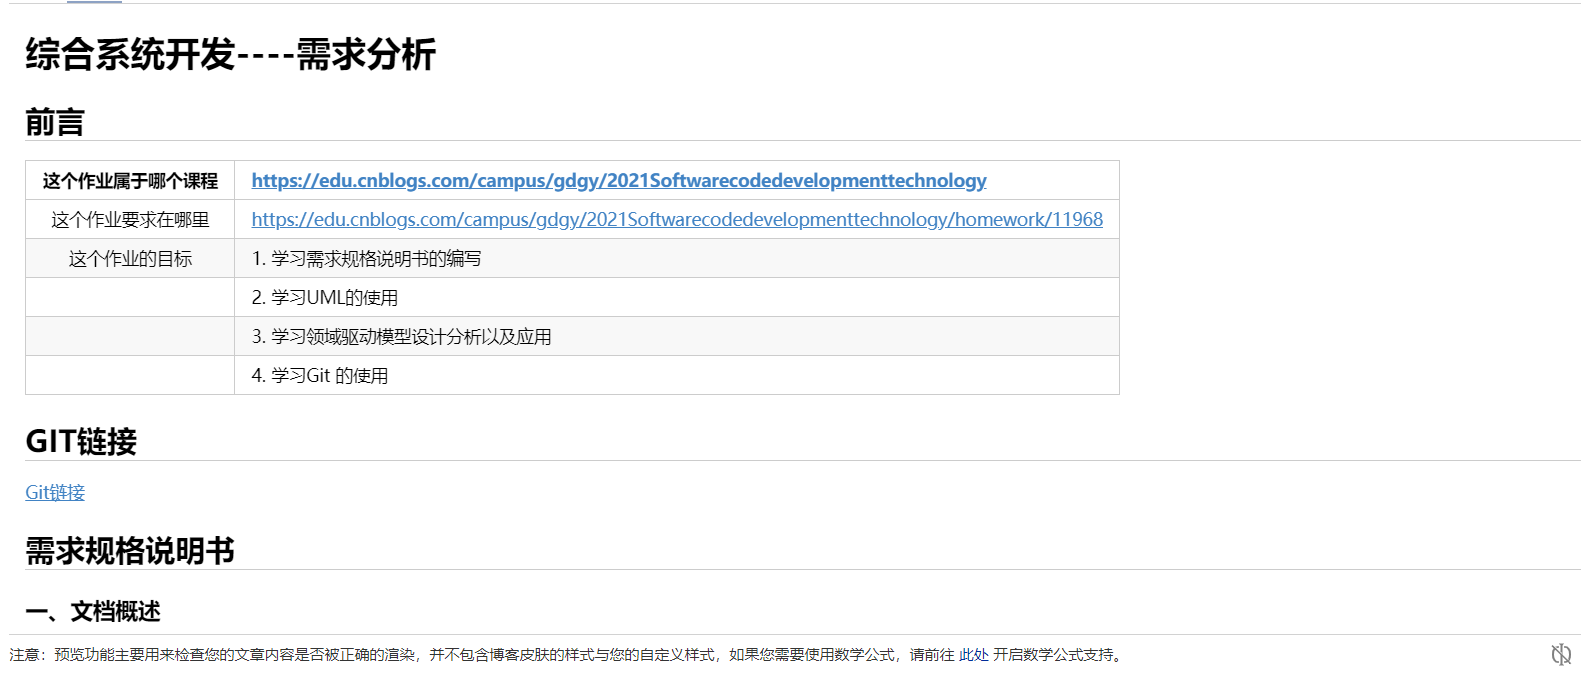 综合系统开发----需求分析
前言
这个作业属于哪个课程 https://edu.cnblogs.com/campus/gdgy/2021Softwarecodedevelopmenttechnology
这个作业要求在哪里 https://edu.cnblogs.com/campus/gdgy/2021Softwarecodedevelopmenttechnology/homework/11968
这个作业的目标 1. 学习需求规格说明书的编写
2. 学习UML的使用
3. 学习领域驱动模型设计分析以及应用
4. 学习Git 的使用
GIT链接
Git链接
需求规格说明书
一、文档概述
注意：预览功能主要用来检查您的文章内容是否被正确的渲染，并不包含博客皮肤的样式与您的自定义样式，如果您需要使用数学公式，请前往 此处 开启数学公式支持。